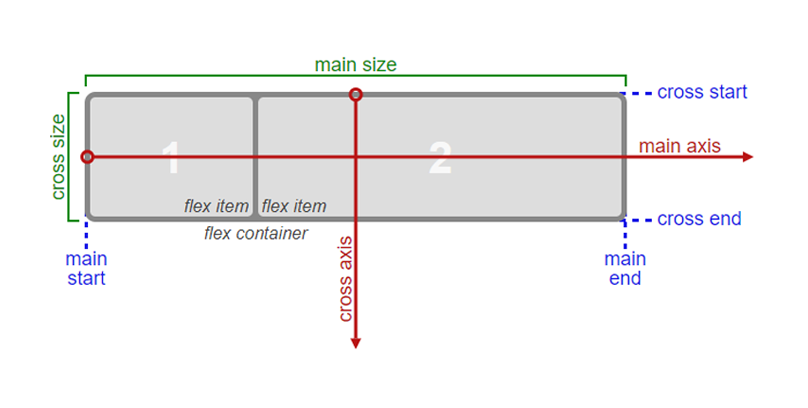 main size
cross start
cross size
1
2
main axis
flex item
flex item
cross end
flex container
main
start
cross axis
main
end